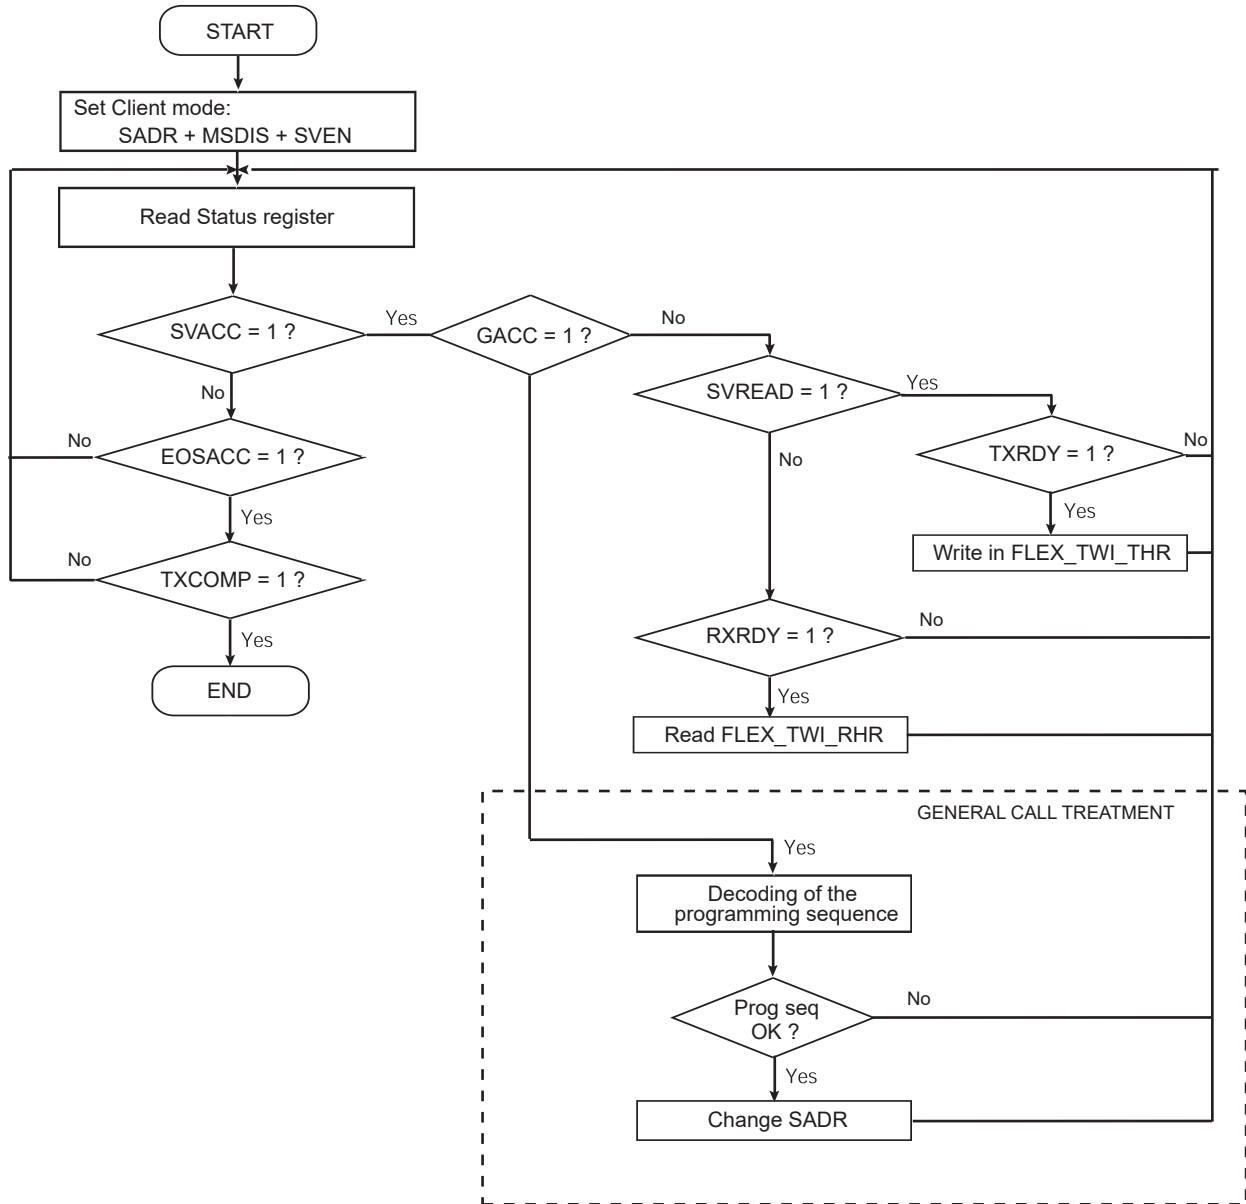 START
Set Client mode:
SADR + MSDIS + SVEN
Read Status register
SVACC = 1 ?
Yes
GACC = 1 ?
No
SVREAD = 1 ?
Yes
No
No
EOSACC = 1 ?
TXRDY = 1 ?
No
No
Yes
Yes
Write in FLEX_TWI_THR
No
TXCOMP = 1 ?
Yes
RXRDY = 1 ?
No
END
Yes
Read FLEX_TWI_RHR
GENERAL CALL TREATMENT
Yes
Decoding of the
programming sequence
Prog seq
OK ?
No
Yes
Change SADR